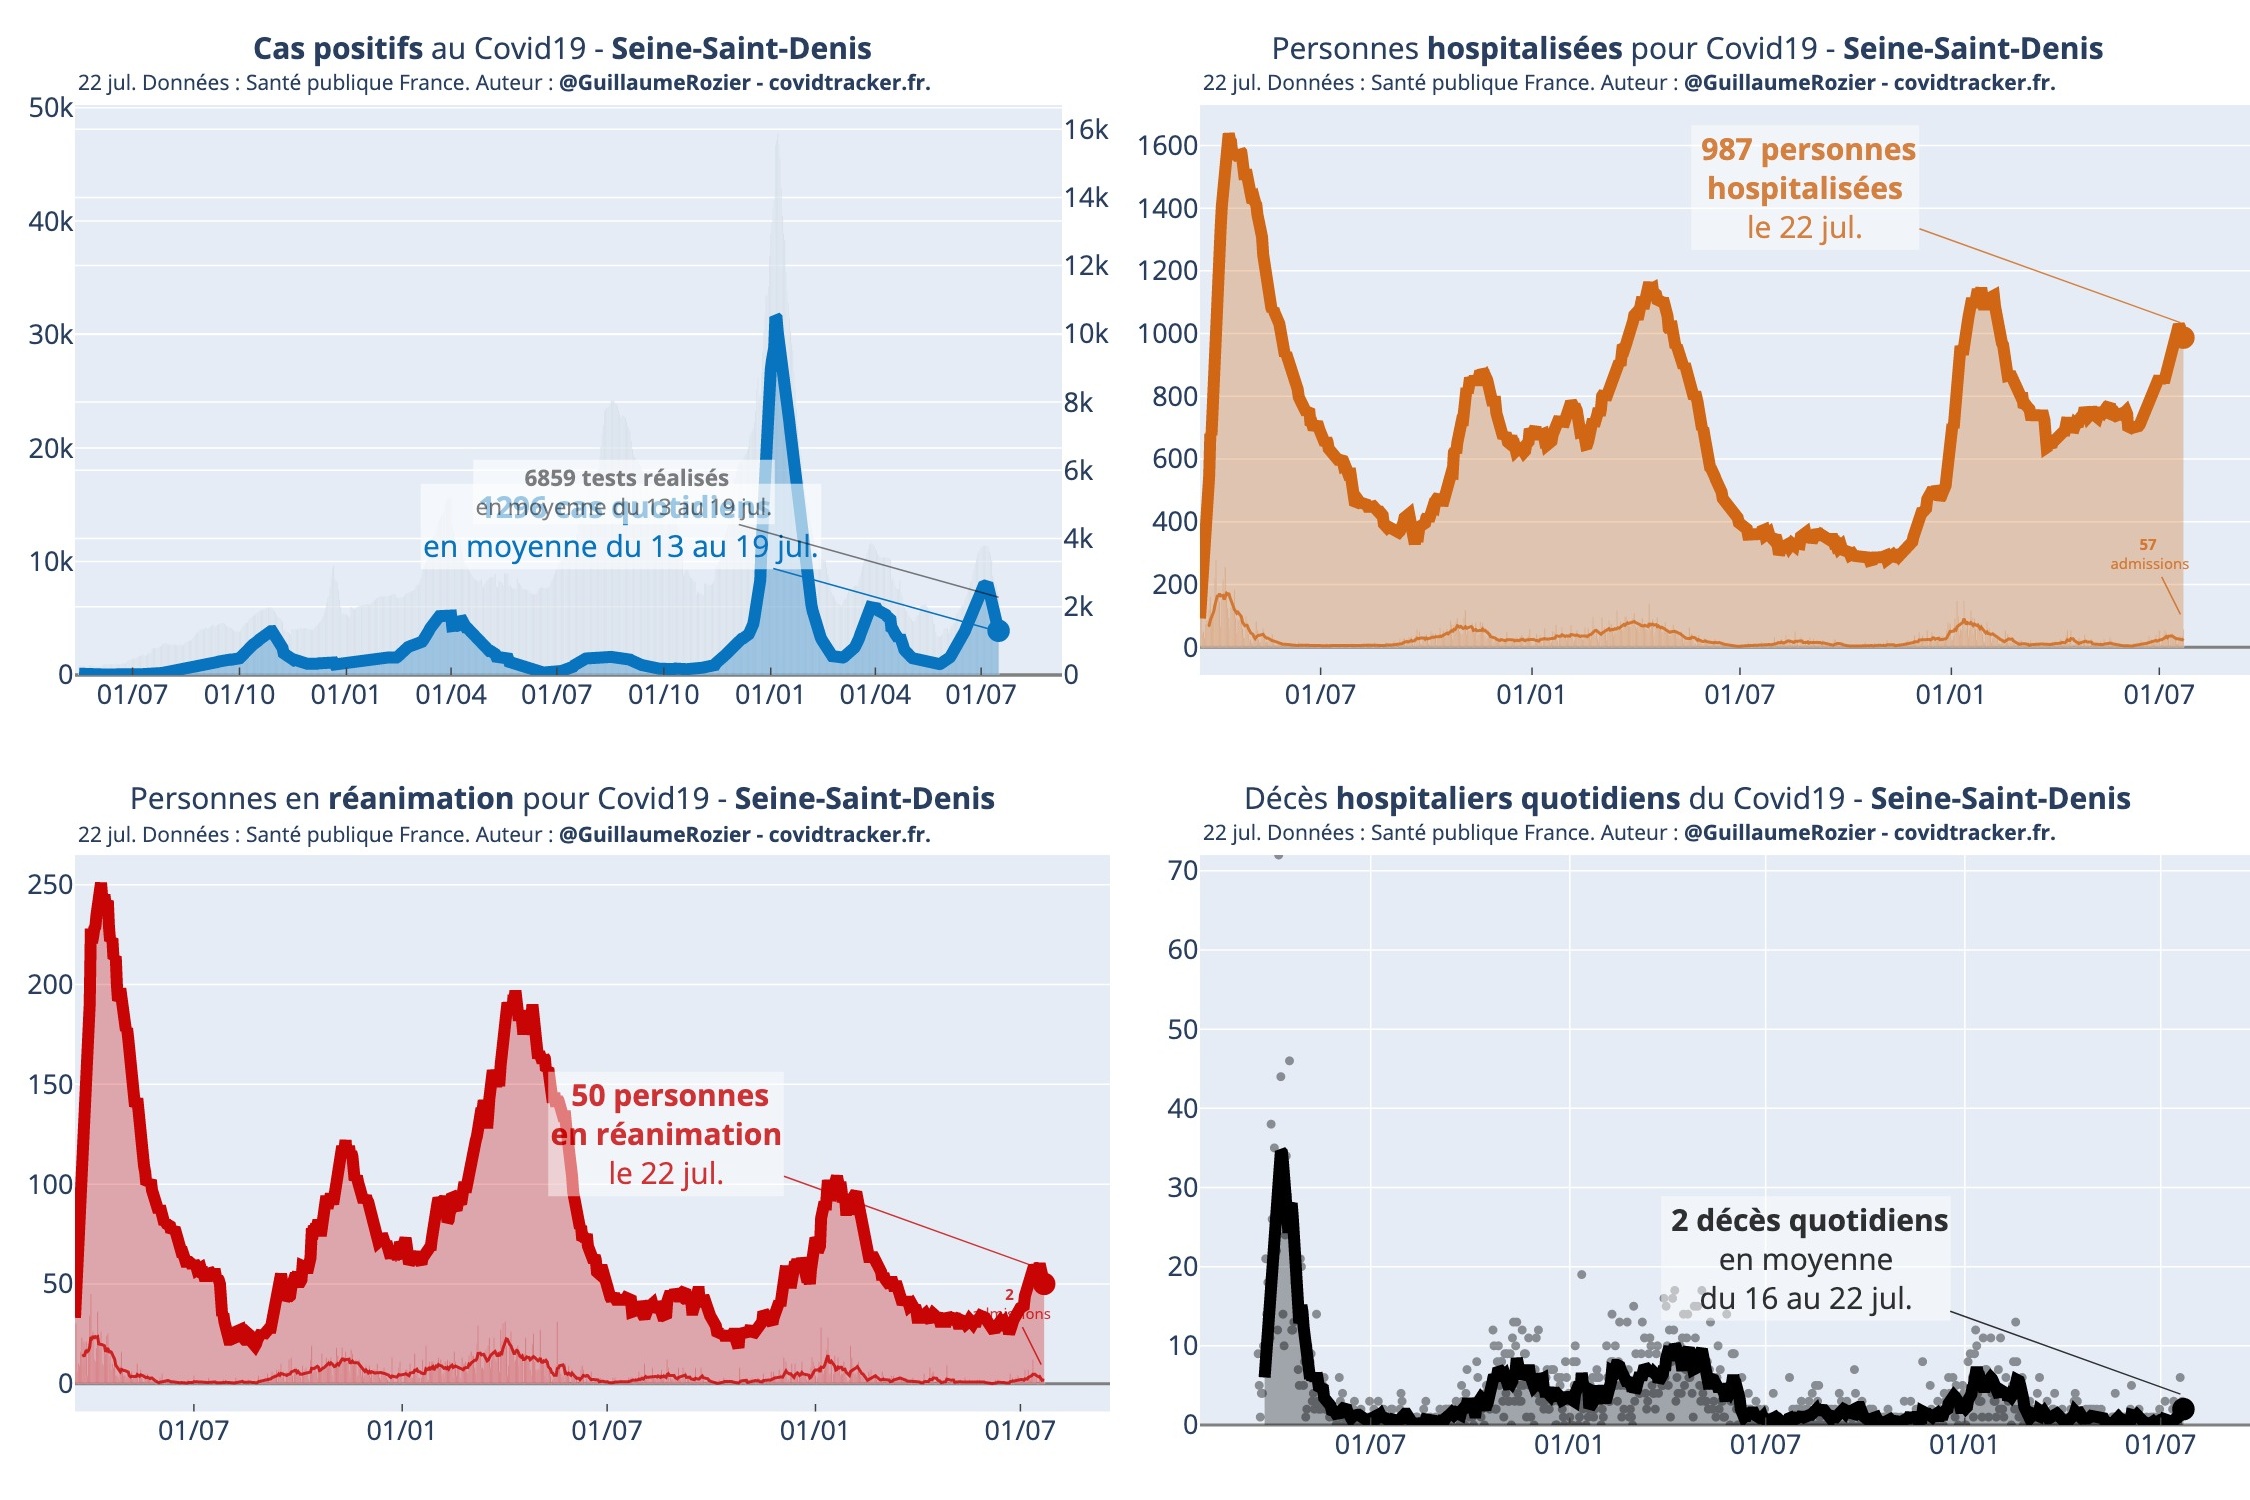 Cas positifs au Covid19 - Seine-Saint-Denis
22 jul. Données : Santé publique France. Auteur : @GuillaumeRozier - covidtracker.fr.
50k
40k
30k
20k
10k
0
16k
14k
12k
10k
8k
6k
4k
2k
0
6859 tests réalisés
en moyenne du 13 au 19 jul.
1296 cas quotidiens
en moyenne du 13 au 19 jul.
01/07 01/10 01/01 01/04 01/07 01/10 01/01 01/04 01/07
Personnes hospitalisées pour Covid19 - Seine-Saint-Denis
22 jul. Données : Santé publique France. Auteur : @GuillaumeRozier - covidtracker.fr.
1600
1400
1200
1000
800
600
400
200
0
987 personnes
hospitalisées
le 22 jul.
57
admissions
01/07 01/01 01/07 01/01 01/07
Personnes en réanimation pour Covid19 - Seine-Saint-Denis
22 jul. Données : Santé publique France. Auteur : @GuillaumeRozier - covidtracker.fr.
250
200
150
100
50
0
50 personnes
en réanimation
le 22 jul.
2
admissions
01/07 01/01 01/07 01/01 01/07
Décès hospitaliers quotidiens du Covid19 - Seine-Saint-Denis
22 jul. Données : Santé publique France. Auteur : @GuillaumeRozier - covidtracker.fr.
70
60
50
40
30
20
10
0
2 décès quotidiens
en moyenne
du 16 au 22 jul.
01/07 01/01 01/07 01/01 01/07